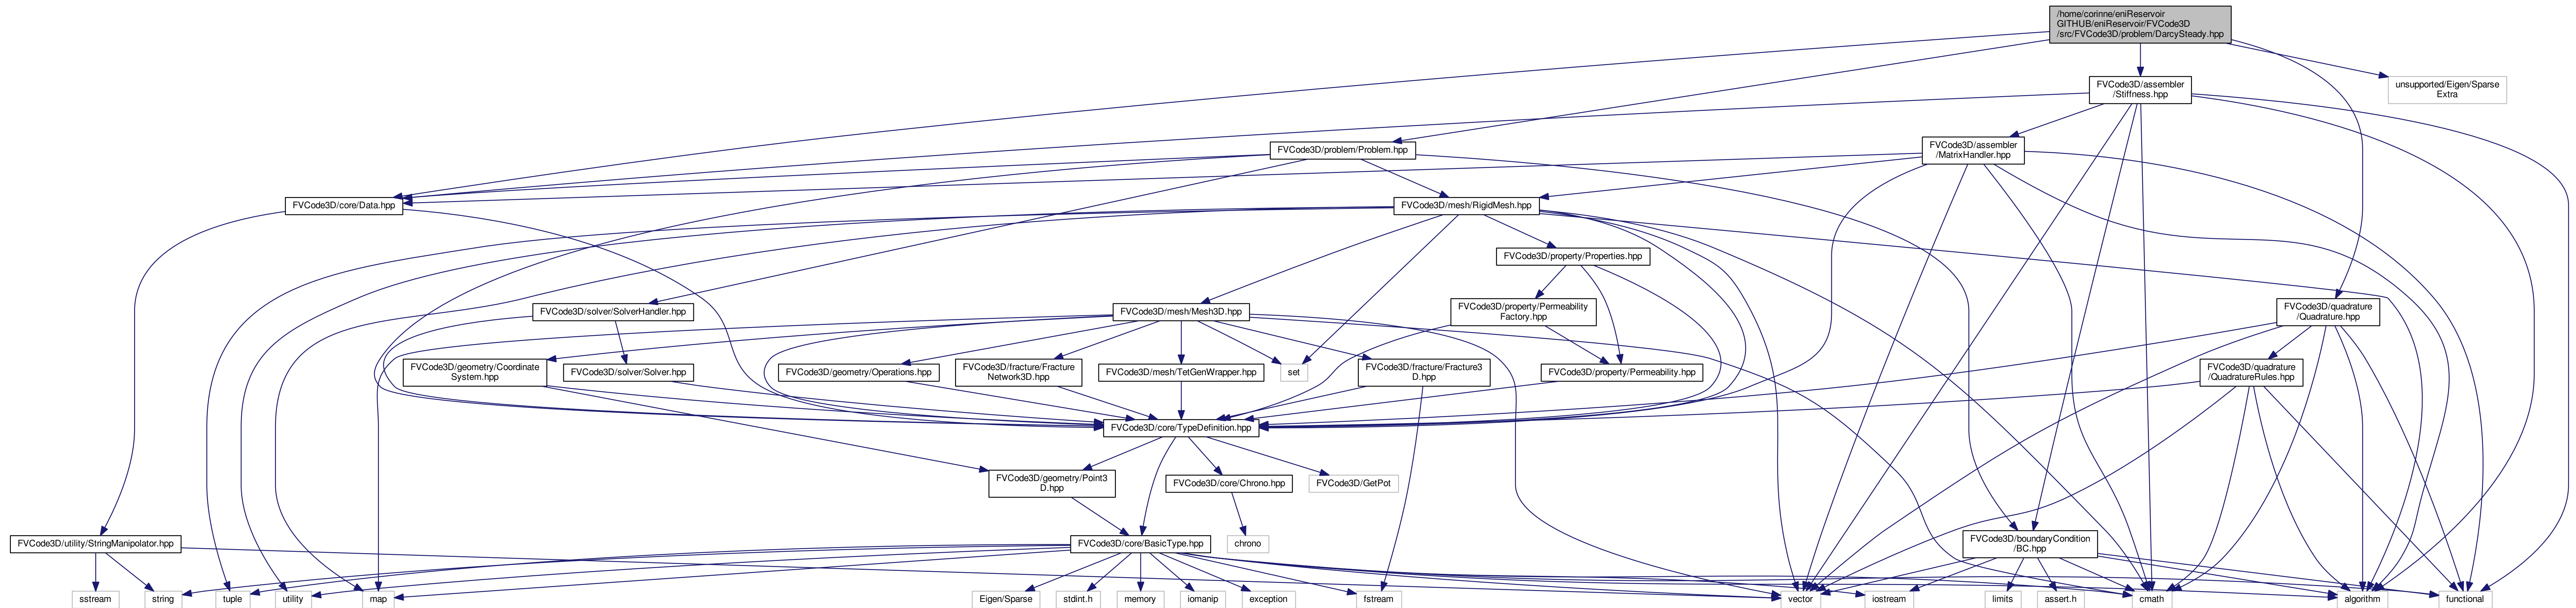 /home/corinne/eniReservoir
GITHUB/eniReservoir/FVCode3D
/src/FVCode3D/problem/DarcySteady.hpp
FVCode3D/assembler
/Stiffness.hpp
unsupported/Eigen/Sparse
Extra
FVCode3D/problem/Problem.hpp
FVCode3D/assembler
/MatrixHandler.hpp
FVCode3D/core/Data.hpp
FVCode3D/mesh/RigidMesh.hpp
FVCode3D/property/Properties.hpp
FVCode3D/solver/SolverHandler.hpp
FVCode3D/mesh/Mesh3D.hpp
FVCode3D/property/Permeability
Factory.hpp
FVCode3D/quadrature
/Quadrature.hpp
FVCode3D/geometry/Coordinate
System.hpp
FVCode3D/solver/Solver.hpp
FVCode3D/geometry/Operations.hpp
FVCode3D/fracture/Fracture
Network3D.hpp
FVCode3D/mesh/TetGenWrapper.hpp
set
FVCode3D/fracture/Fracture3
D.hpp
FVCode3D/property/Permeability.hpp
FVCode3D/quadrature
/QuadratureRules.hpp
FVCode3D/core/TypeDefinition.hpp
FVCode3D/geometry/Point3
D.hpp
FVCode3D/core/Chrono.hpp
FVCode3D/GetPot
FVCode3D/utility/StringManipolator.hpp
FVCode3D/core/BasicType.hpp
chrono
FVCode3D/boundaryCondition
/BC.hpp
sstream
string
tuple
utility
map
Eigen/Sparse
stdint.h
memory
iomanip
exception
fstream
vector
iostream
limits
assert.h
cmath
algorithm
functional